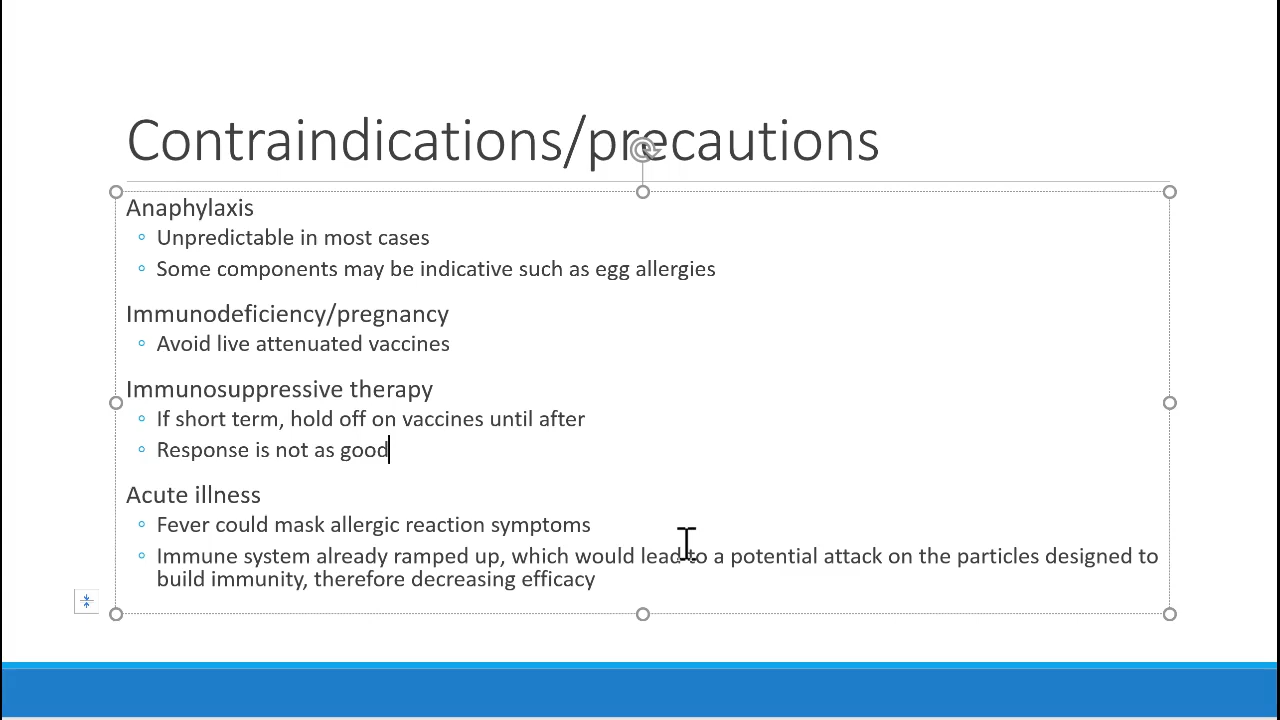 Contraindications/precautions
Anaphylaxis
Unpredictable in most cases
Some components may be indicative such as egg allergies
Immunodeficiency/pregnancy
Avoid live attenuated vaccines
Immunosuppressive therapy
If short term, hold off on vaccines until after
Response is not as good
Acute illness
Fever could mask allergic reaction symptoms
Immune system already ramped up, which would lead to a potential attack on the particles designed to
build immunity, therefore decreasing efficacy